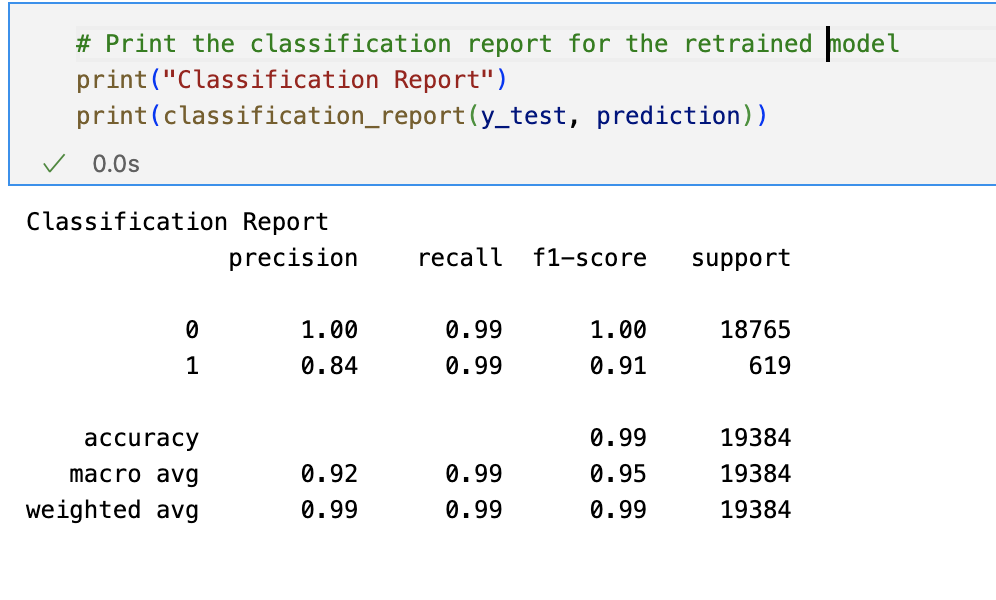 # Print the classification report for the retrained model
print("Classification Report")
print(classification_report(y_test, prediction))
✓ 0.0s
Classification Report
precision recall f1-score support
0 1.00 0.99 1.00 18765
1 0.84 0.99 0.91 619
accuracy 0.99 19384
macro avg 0.92 0.99 0.95 19384
weighted avg 0.99 0.99 0.99 19384